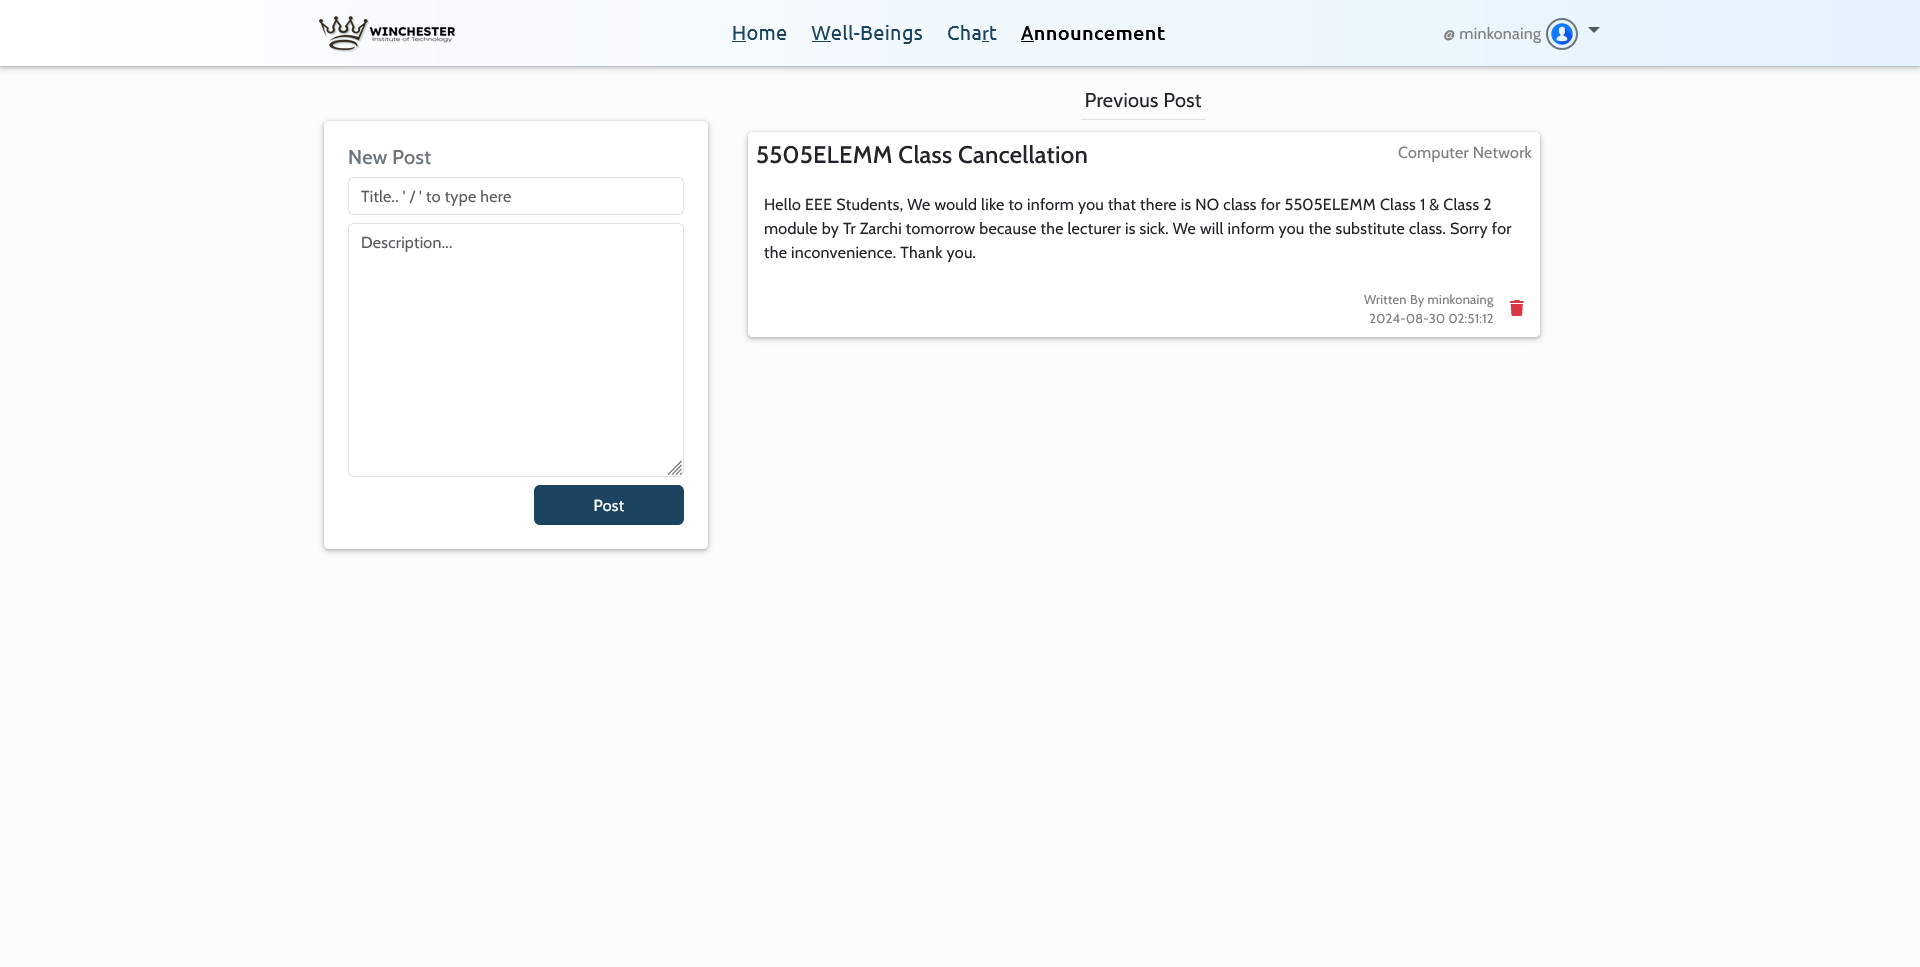 WINCHESTER
Institute of Technology
Home
Well-Beings
Chart
Announcement
@ minkonaing
Previous Post
New Post
Title.. ' / ' to type here
Description...
Post
5505ELEMM Class Cancellation
Computer Network
Hello EEE Students, We would like to inform you that there is NO class for 5505ELEMM Class 1 & Class 2
module by Tr Zarchi tomorrow because the lecturer is sick. We will inform you the substitute class. Sorry for
the inconvenience. Thank you.
Written By minkonaing
2024-08-30 02:51:12